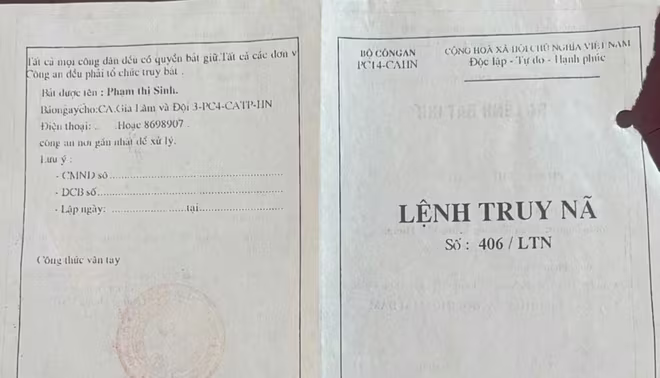 Tất cả mọi công dân đều có quyền bắt giữ.Tất cả các đơn v
Công an đều phải tổ chức truy bắt .
Bắt được tên : Phạm thị Sinh.
Báongaycho:CA.Gia Lâm và Đội 3-PC4-CATP-HN
Điện thoại: .. .Hoặc 8698907 .
công an nơi gần nhất để xử lý.
Lưu ý :
- CMND số
- DCB số
- Lập ngày: tại
Công thức vân tay
BỘ CÔNGAN
PC14-CAHN
CỘNG HOÀ XÃ HỘI CHỦ NGHĨA VIỆT NAM
Độc lập - Tự do - Hạnh phúc
LỆNH TRUY NÃ
Số : 406 / LTN